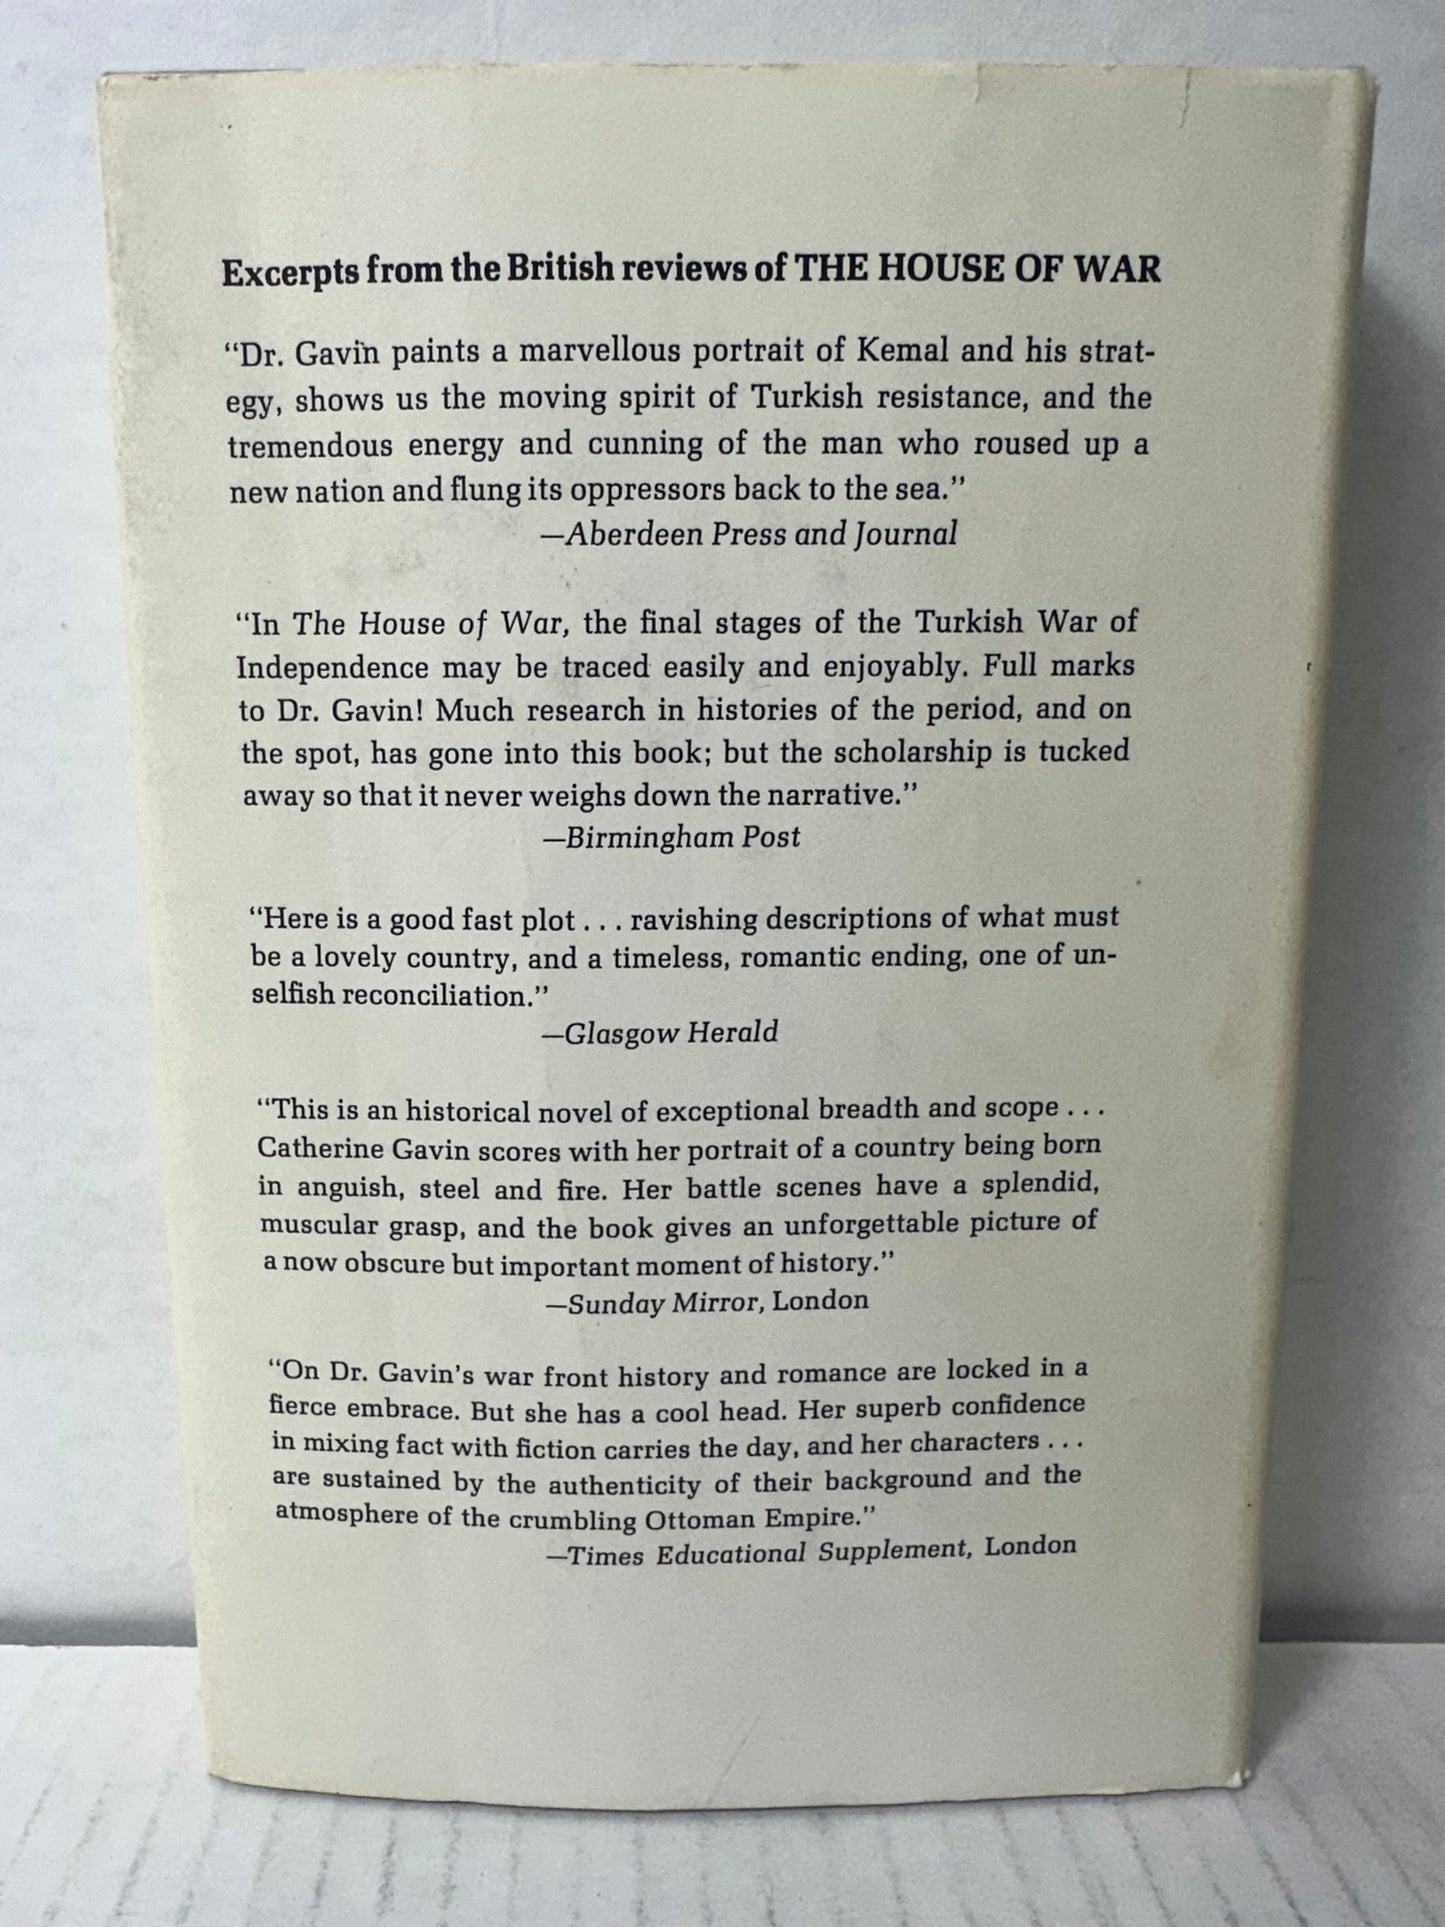 Excerpts from the British reviews of THE HOUSE OF WAR
“Dr. Gavin paints a marvellous portrait of Kemal and his strat-
egy, shows us the moving spirit of Turkish resistance, and the
tremendous energy and cunning of the man who roused up a
new nation and flung its oppressors back to the sea.”
—Aberdeen Press and Journal
“In The House of War, the final stages of the Turkish War of
Independence may be traced easily and enjoyably. Full marks
to Dr. Gavin! Much research in histories of the period, and on
the spot, has gone into this book; but the scholarship is tucked
away so that it never weighs down the narrative.”
—Birmingham Post
“Here is a good fast plot . . . ravishing descriptions of what must
be a lovely country, and a timeless, romantic ending, one of un-
selfish reconciliation.”
—Glasgow Herald
“This is an historical novel of exceptional breadth and scope . . .
Catherine Gavin scores with her portrait of a country being born
in anguish, steel and fire. Her battle scenes have a splendid,
muscular grasp, and the book gives an unforgettable picture of
a now obscure but important moment of history.”
—Sunday Mirror, London
“On Dr. Gavin’s war front history and romance are locked in a
fierce embrace. But she has a cool head. Her superb confidence
in mixing fact with fiction carries the day, and her characters . . .
are sustained by the authenticity of their background and the
atmosphere of the crumbling Ottoman Empire.”
—Times Educational Supplement, London